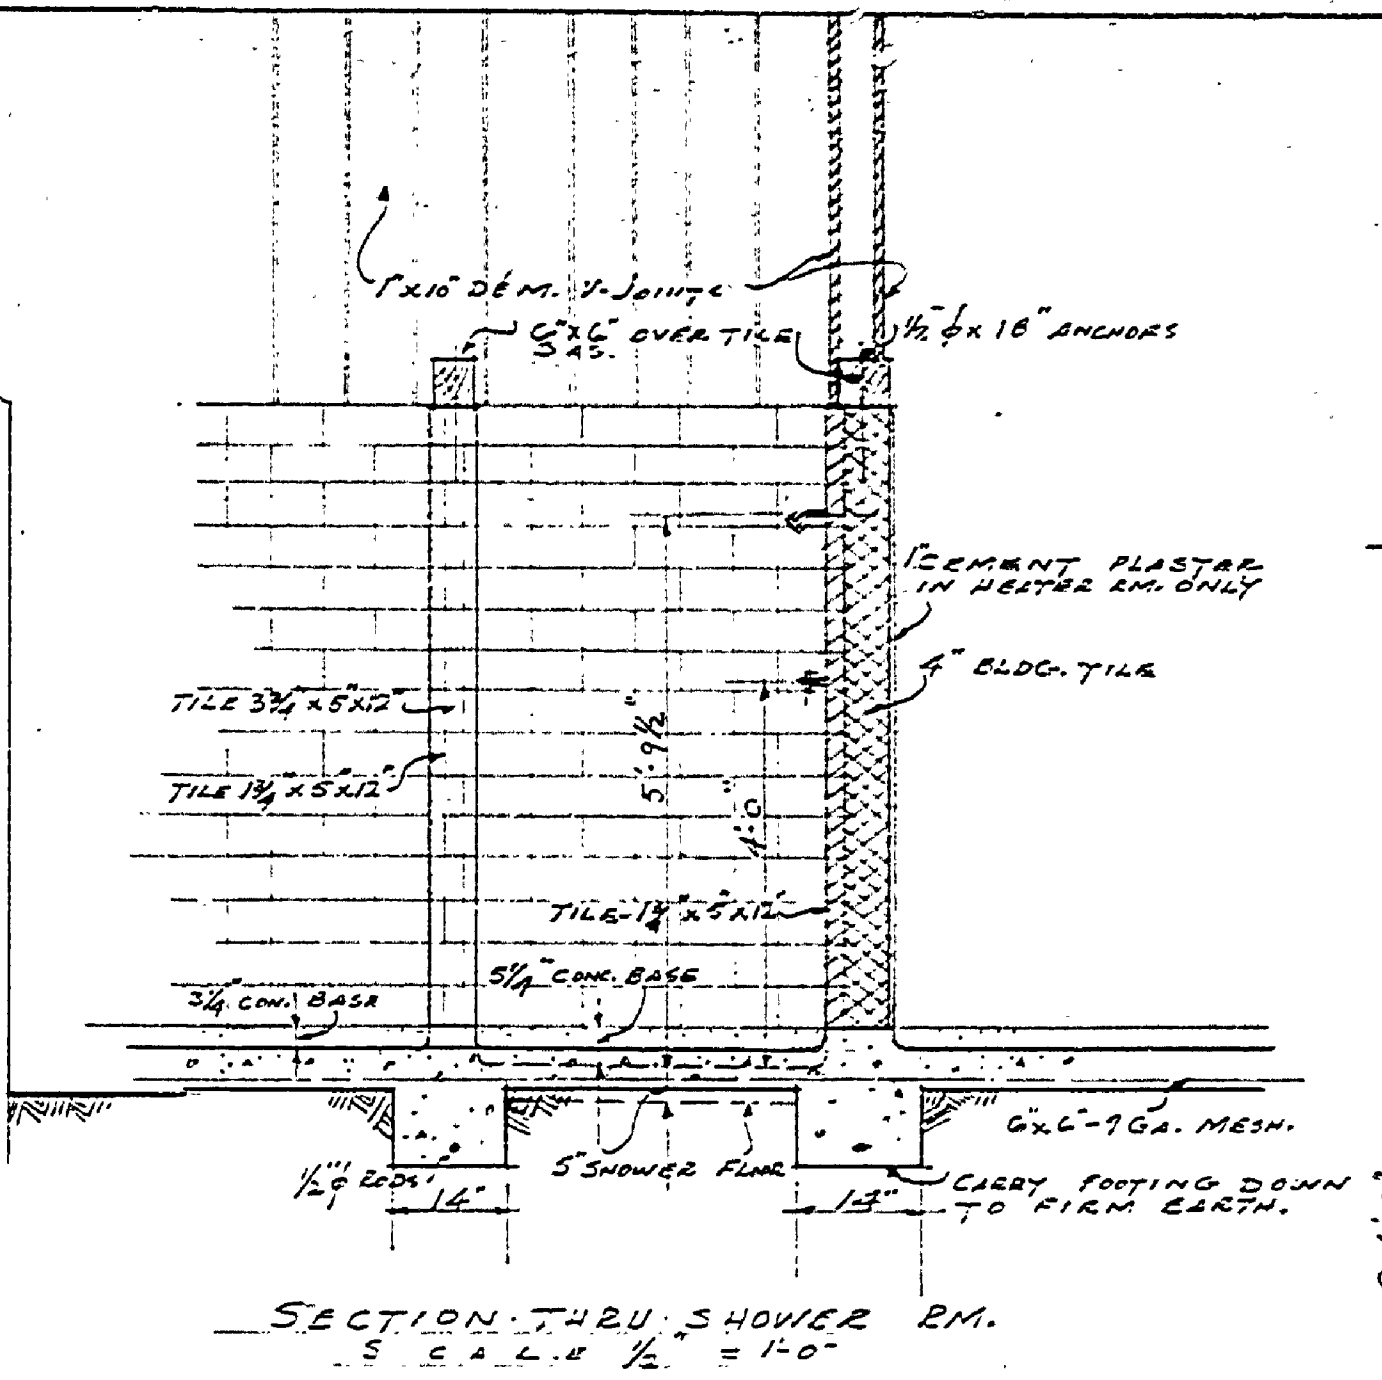 1"x10" D&M. V-JOINTS
6"x6" OVER TILE
S4S.
1/2"φ x 18" ANCHORS
1" CEMENT PLASTER
IN HEATER RM. ONLY
4" BLDG. TILE
TILE 3 3/4" x 5" x 12"
TILE 1 3/4" x 5" x 12"
5'-9 1/2"
4'-0"
TILE-1 3/4" x 5" x 12"
5 1/4" CONC. BASE
3 1/4" CON. BASE
6"x6"-9 GA. MESH.
1/2"φ RODS
14"
5" SHOWER FLOOR
14"
CARRY FOOTING DOWN
TO FIRM EARTH.
SECTION THRU SHOWER RM.
SCALE 1/2" = 1'-0"